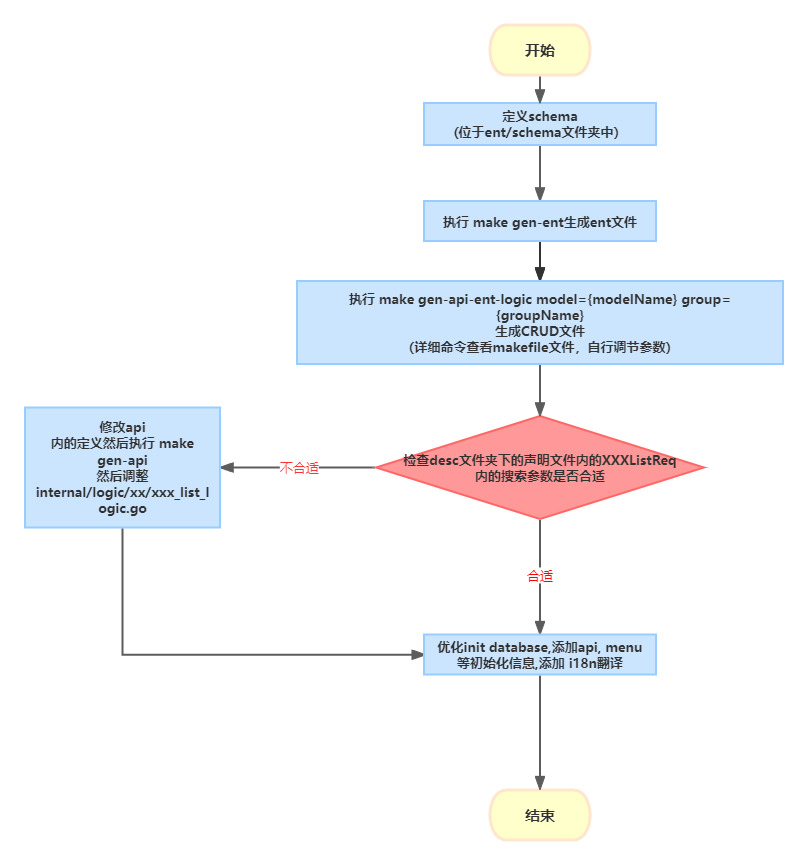 开始
定义schema
(位于ent/schema文件夹中)
执行 make gen-ent生成ent文件
执行 make gen-api-ent-logic model={modelName} group=
{groupName}
生成CRUD文件
(详细命令查看makefile文件，自行调节参数)
检查desc文件夹下的声明文件内的XXXListReq
内的搜索参数是否合适
不合适
修改api
内的定义然后执行 make
gen-api
然后调整
internal/logic/xx/xxx_list_l
ogic.go
合适
优化init database,添加api, menu
等初始化信息,添加 i18n翻译
结束